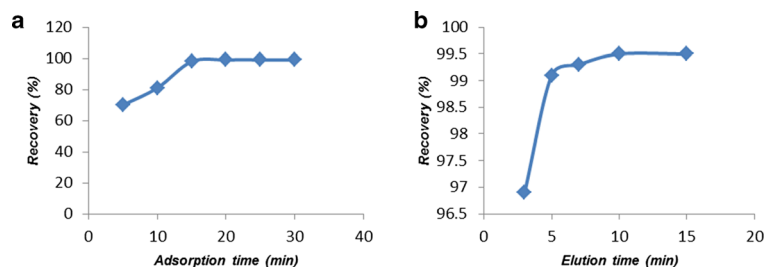 a
Recovery (%)
120
100
80
60
40
20
0
0 10 20 30 40
Adsorption time (min)
b
Recovery (%)
100
99.5
99
98.5
98
97.5
97
96.5
0 5 10 15 20
Elution time (min)